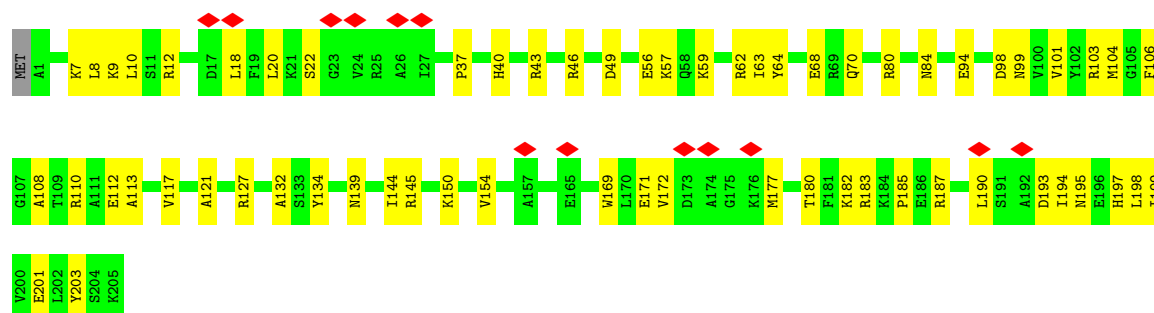 MET A1 K7 L8 K9 L10 S11 R12 D17 L18 F19 L20 K21 S22 G23 V24 R25 A26 I27 P37 H40 R43 R46 D49 E56 K57 Q58 K59 R62 I63 Y64 E68 R69 Q70 R80 N84 E94 D98 N99 V100 V101 Y102 R103 M104 G105 F106
G107 A108 T109 R110 A111 E112 A113 V117 A121 R127 A132 S133 Y134 N139 I144 R145 K150 V154 A157 E165 W169 L170 E171 V172 D173 A174 G175 K176 M177 T180 F181 K182 R183 K184 P185 E186 R187 L190 S191 A192 D193 I194 N195 E196 H197 L198 I199
V200 E201 L202 Y203 S204 K205